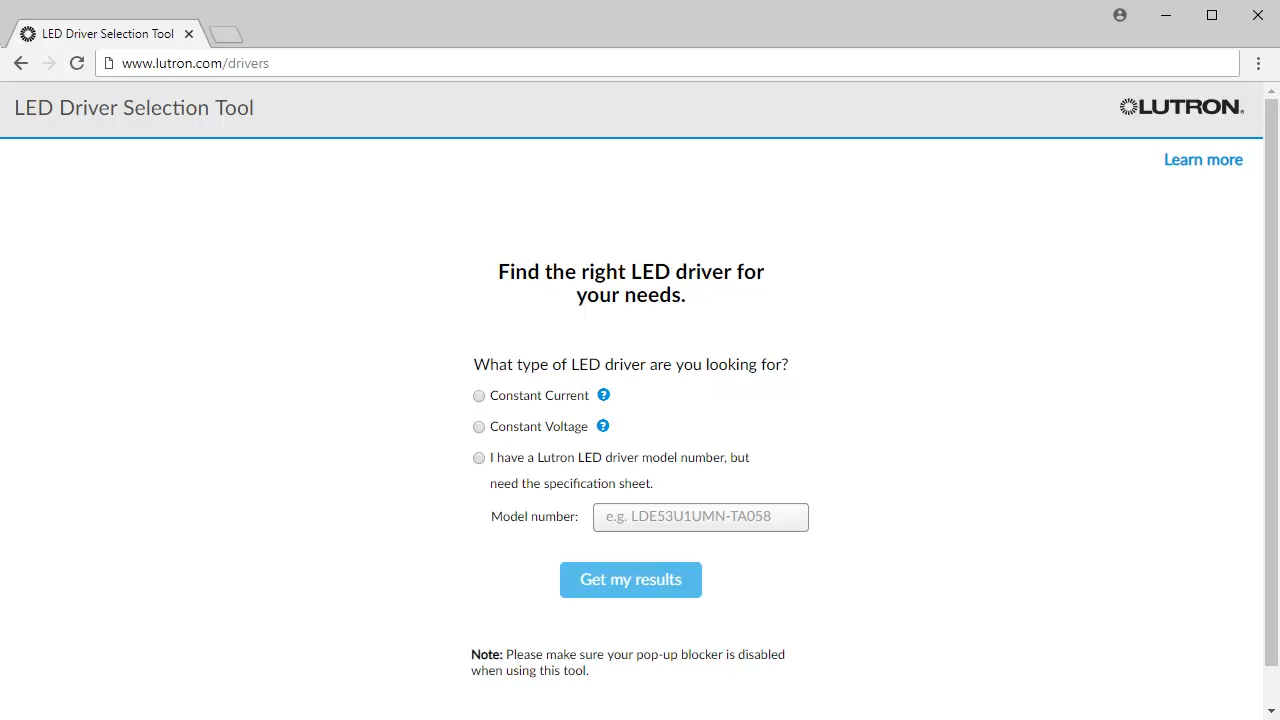 LED Driver Selection Tool
www.lutron.com/drivers
LED Driver Selection Tool
LUTRON
Learn more
Find the right LED driver for
your needs.
What type of LED driver are you looking for?
Constant Current ?
Constant Voltage ?
I have a Lutron LED driver model number, but
need the specification sheet.
Model number: e.g. LDE53U1UMN-TA058
Get my results
Note: Please make sure your pop-up blocker is disabled
when using this tool.